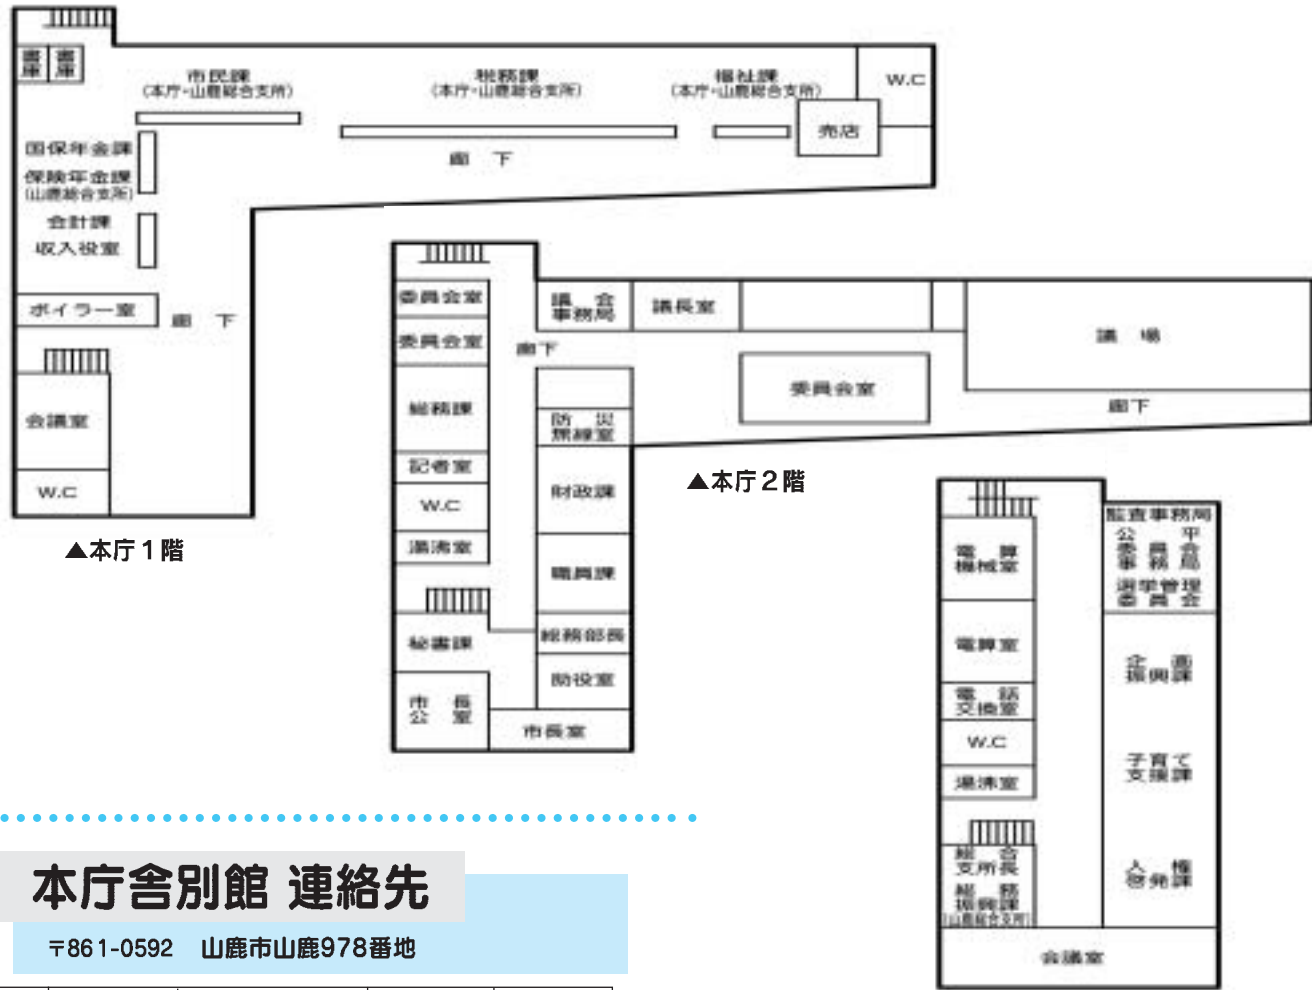 書庫 書庫
市民課
(本庁・山鹿総合支所)
税務課
(本庁・山鹿総合支所)
福祉課
(本庁・山鹿総合支所)
W.C
売店
国保年金課
保険年金課
(山鹿総合支所)
会計課
収入役室
廊 下
ボイラー室
廊 下
会議室
W.C
▲本庁1階
委員会室
委員会室
総務課
記者室
W.C
湯沸室
秘書課
市長
公室
議会
事務局
議長室
廊下
委員会室
議場
廊下
防災
無線室
財政課
職員課
総務部長
助役室
市長室
▲本庁2階
電算
機械室
電算室
電話
交換室
W.C
湯沸室
総合
支所長
総務
振興課
(山鹿総合支所)
監査事務局
公平
委員会
事務局
選挙管理
委員会
企画
振興課
子育て
支援課
人権
啓発課
会議室
本庁舎別館 連絡先
〒861-0592 山鹿市山鹿978番地